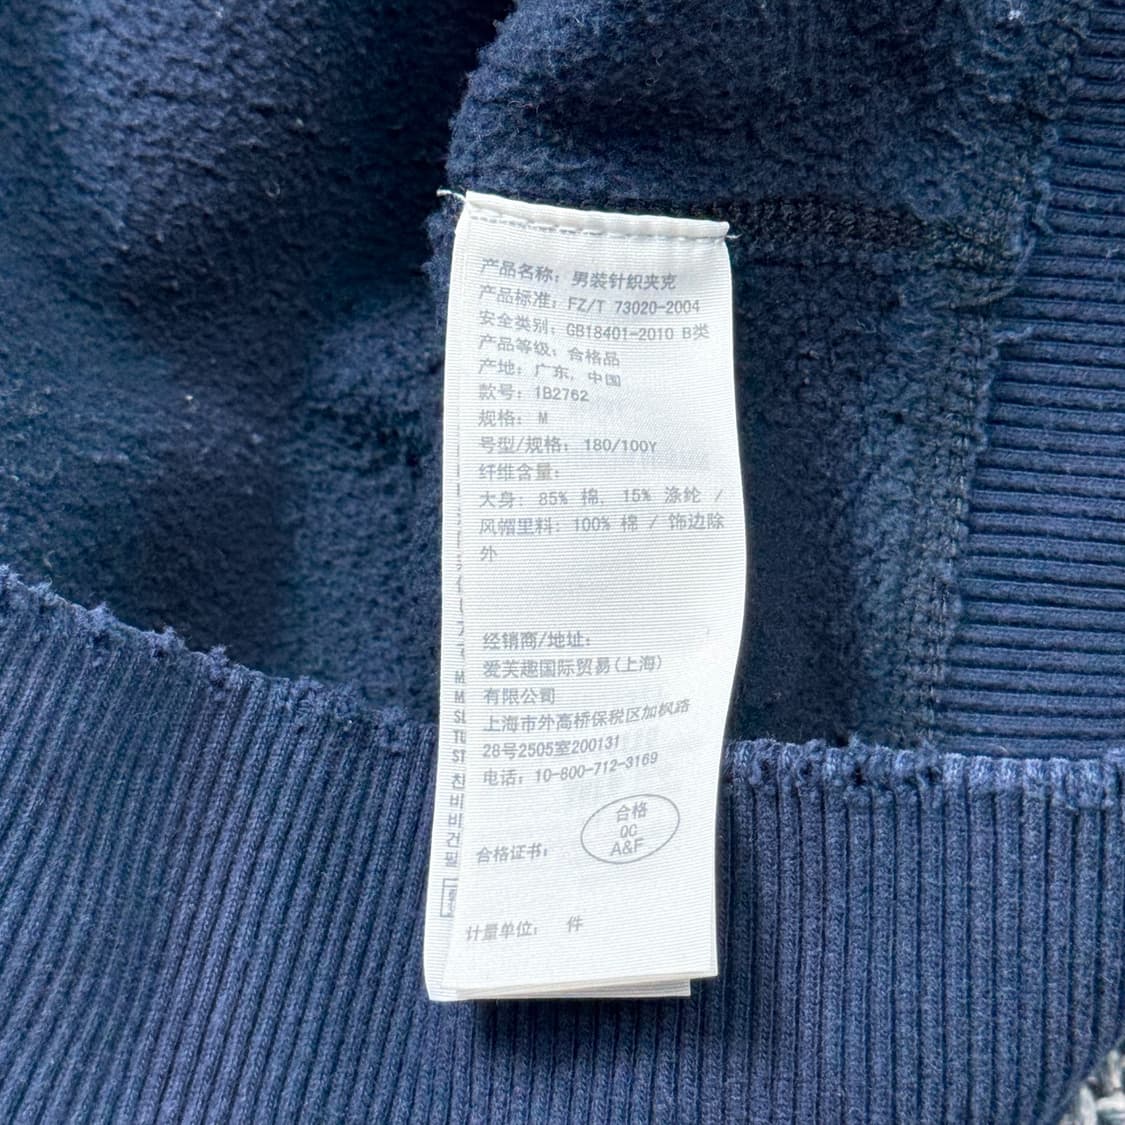 产品名称: 男装针织夹克
产品标准: FZ/T 73020-2004
安全类别: GB18401-2010 B类
产品等级: 合格品
产地: 广东, 中国
款号: 1B2762
规格: M
号型/规格: 180/100Y
纤维含量:
大身: 85% 棉, 15% 涤纶 /
风帽里料: 100% 棉 / 饰边除
外
经销商/地址:
爱芙趣国际贸易(上海)
有限公司
上海市外高桥保税区加枫路
28号2505室200131
电话: 10-800-712-3169
合格
QC
A&F
合格证书:
计量单位: 件